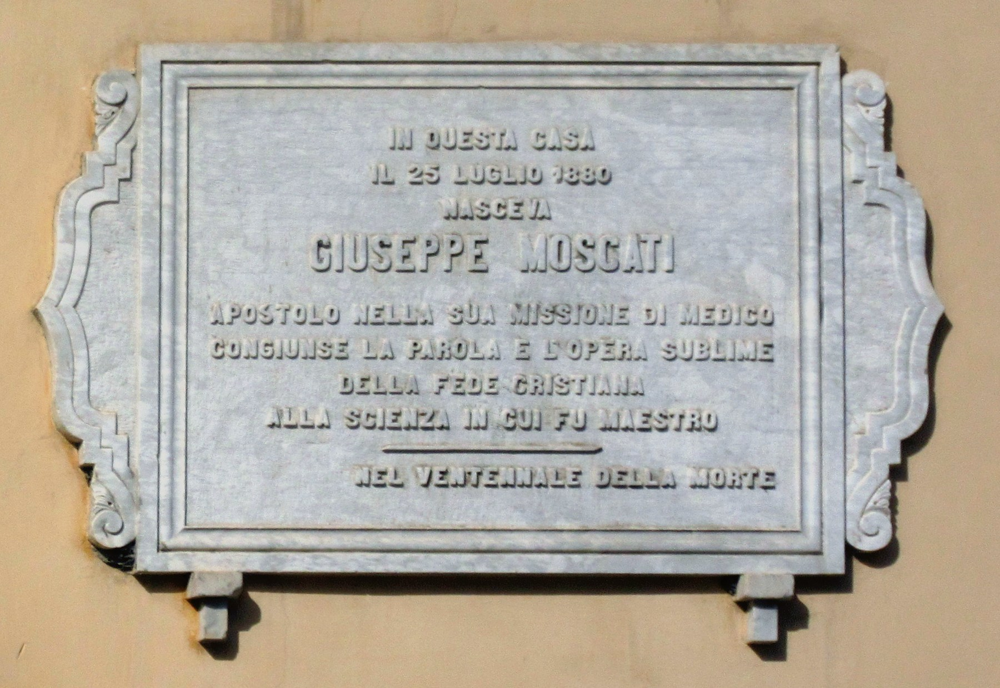 IN QUESTA CASA
IL 25 LUGLIO 1880
NASCEVA
GIUSEPPE MOSCATI
APOSTOLO NELLA SUA MISSIONE DI MEDICO
CONGIUNSE LA PAROLA E L'OPERA SUBLIME
DELLA FEDE CRISTIANA
ALLA SCIENZA IN CUI FU MAESTRO
NEL VENTENNALE DELLA MORTE